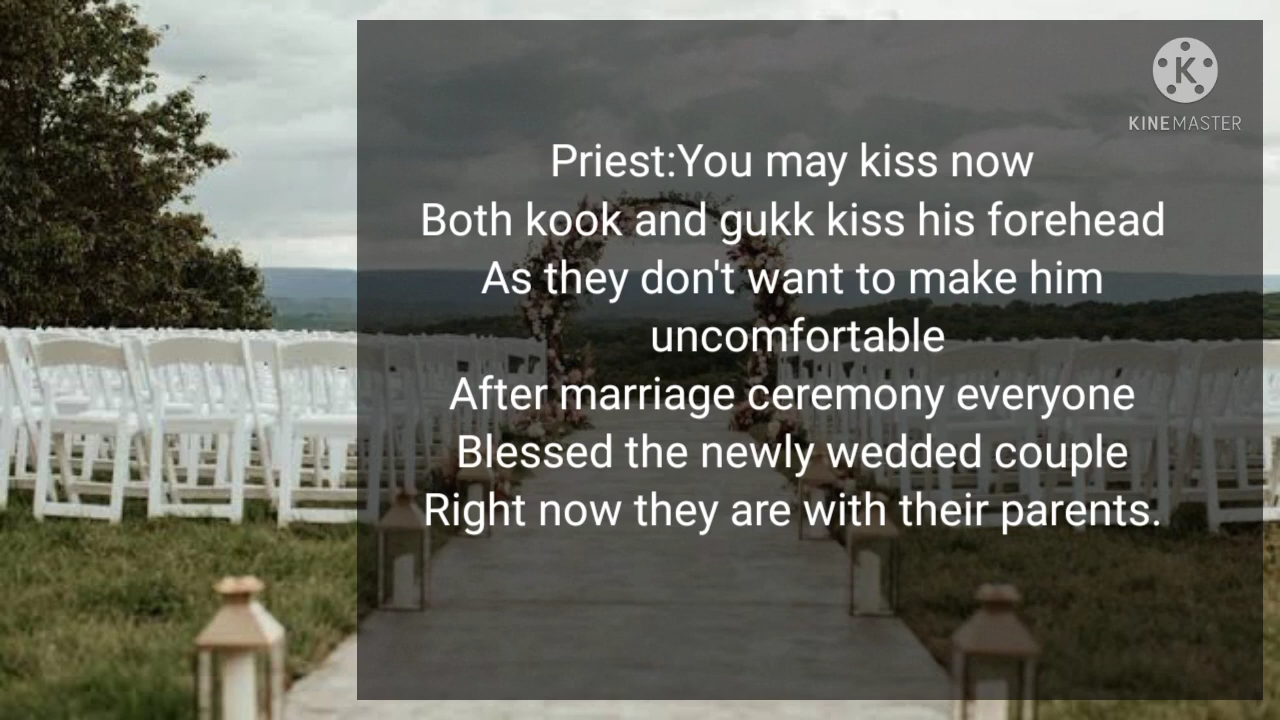 KINEMASTER
Priest:You may kiss now
Both kook and gukk kiss his forehead
As they don't want to make him
uncomfortable
After marriage ceremony everyone
Blessed the newly wedded couple
Right now they are with their parents.